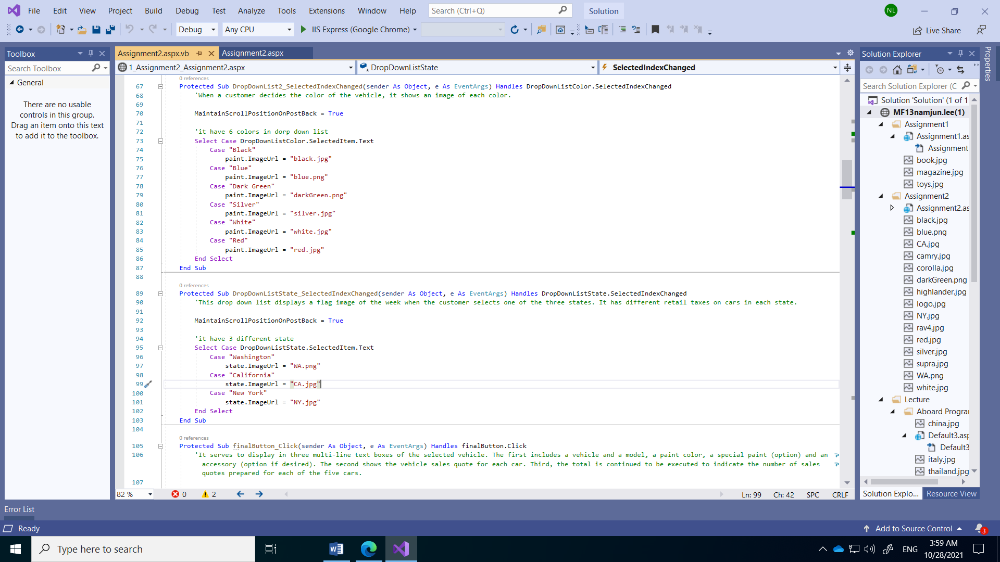 File Edit View Project Build Debug Test Analyze Tools Extensions Window Help Search (Ctrl+Q) Solution NL
Debug Any CPU IIS Express (Google Chrome) Live Share
Toolbox
Search Toolbox
General
There are no usable
controls in this group.
Drag an item onto this text
to add it to the toolbox.
Assignment2.aspx.vb Assignment2.aspx
1_Assignment2_Assignment2.aspx DropDownListState SelectedIndexChanged
0 references
67 Protected Sub DropDownList2_SelectedIndexChanged(sender As Object, e As EventArgs) Handles DropDownListColor.SelectedIndexChanged
68 'When a customer decides the color of the vehicle, it shows an image of each color.
69
70 MaintainScrollPositionOnPostBack = True
71
72 'it have 6 colors in dorp down list
73 Select Case DropDownListColor.SelectedItem.Text
74 Case "Black"
75 paint.ImageUrl = "black.jpg"
76 Case "Blue"
77 paint.ImageUrl = "blue.png"
78 Case "Dark Green"
79 paint.ImageUrl = "darkGreen.png"
80 Case "Silver"
81 paint.ImageUrl = "silver.jpg"
82 Case "White"
83 paint.ImageUrl = "white.jpg"
84 Case "Red"
85 paint.ImageUrl = "red.jpg"
86 End Select
87 End Sub
88
0 references
89 Protected Sub DropDownListState_SelectedIndexChanged(sender As Object, e As EventArgs) Handles DropDownListState.SelectedIndexChanged
90 'This drop down list displays a flag image of the week when the customer selects one of the three states. It has different retail taxes on cars in each state.
91
92 MaintainScrollPositionOnPostBack = True
93
94 'it have 3 different state
95 Select Case DropDownListState.SelectedItem.Text
96 Case "Washington"
97 state.ImageUrl = "WA.png"
98 Case "California"
99 state.ImageUrl = "CA.jpg"
100 Case "New York"
101 state.ImageUrl = "NY.jpg"
102 End Select
103 End Sub
104
0 references
105 Protected Sub finalButton_Click(sender As Object, e As EventArgs) Handles finalButton.Click
106 'It serves to display in three multi-line text boxes of the selected vehicle. The first includes a vehicle and a model, a paint color, a special paint (option) and an
accessory (option if desired). The second shows the vehicle sales quote for each car. Third, the total is continued to be executed to indicate the number of sales
quotes prepared for each of the five cars.
107
82 % 0 2 Ln: 99 Ch: 42 SPC CRLF
Solution Explorer
Search Solution Explorer (C
Solution 'Solution' (1 of 1
MF13namjun.lee(1)
Assignment1
Assignment1.as
Assignment
book.jpg
magazine.jpg
toys.jpg
Assignment2
Assignment2.as
black.jpg
blue.png
CA.jpg
camry.jpg
corolla.jpg
darkGreen.png
highlander.jpg
logo.jpg
NY.jpg
rav4.jpg
red.jpg
silver.jpg
supra.jpg
WA.png
white.jpg
Lecture
Aboard Progra
china.jpg
Default3.asp
Default3
italy.jpg
thailand.jpg
Solution Explo... Resource View
Properties
Error List
Ready Add to Source Control 3
Type here to search ENG 3:59 AM
10/28/2021